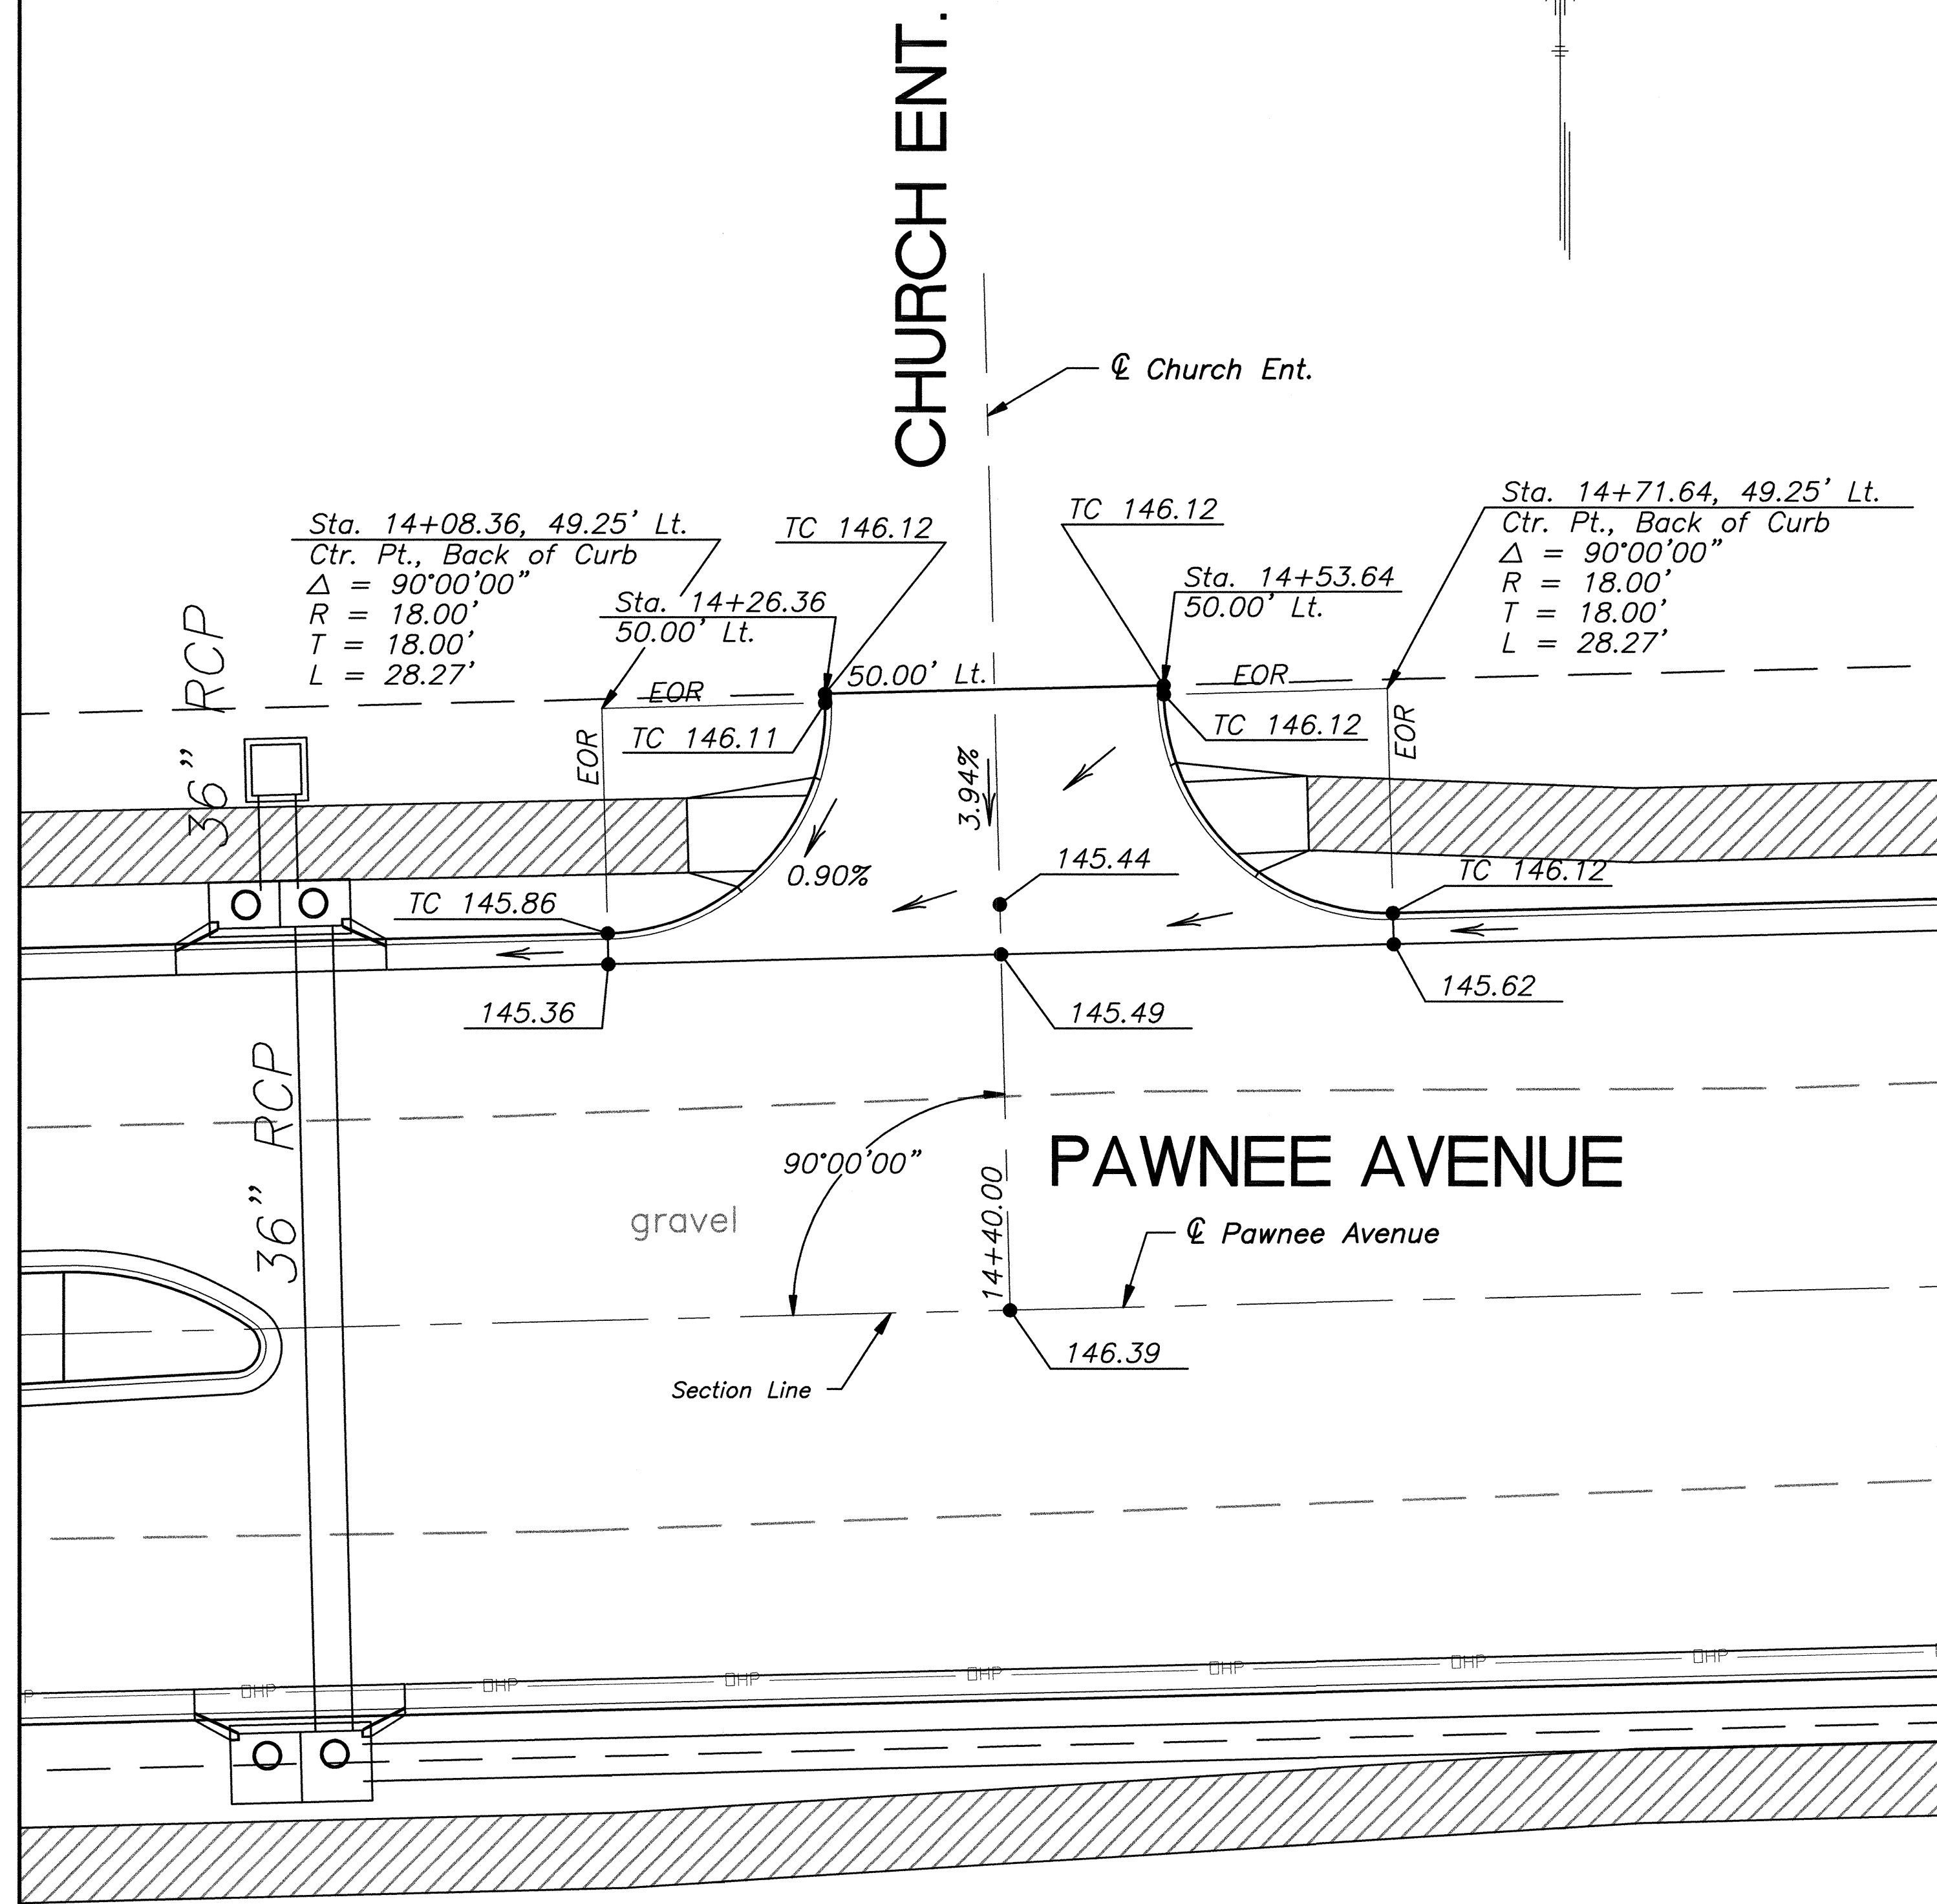 CHURCH ENT.
℄ Church Ent.
Sta. 14+08.36, 49.25' Lt.
Ctr. Pt., Back of Curb
Δ = 90°00'00"
R = 18.00'
T = 18.00'
L = 28.27'
TC 146.12
Sta. 14+26.36
50.00' Lt.
TC 146.12
Sta. 14+53.64
50.00' Lt.
Sta. 14+71.64, 49.25' Lt.
Ctr. Pt., Back of Curb
Δ = 90°00'00"
R = 18.00'
T = 18.00'
L = 28.27'
36" RCP
EOR
50.00' Lt.
EOR
EOR
TC 146.11
TC 146.12
EOR
3.94%
0.90%
145.44
TC 145.86
TC 146.12
145.36
145.49
145.62
36" RCP
90°00'00"
PAWNEE AVENUE
gravel
14+40.00
℄ Pawnee Avenue
146.39
Section Line
P
OHP
OHP
OHP
OHP
OHP
OHP
OHP